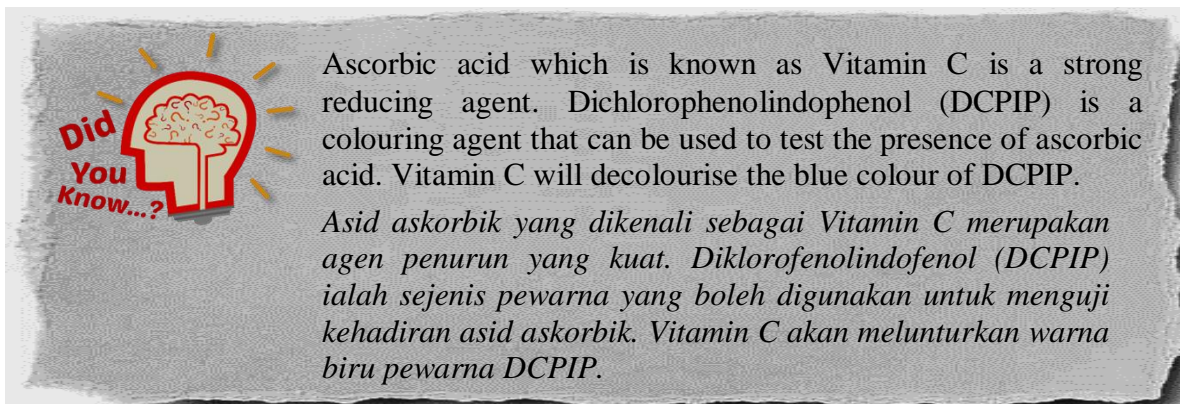 Did
You
Know...?
Ascorbic acid which is known as Vitamin C is a strong
reducing agent. Dichlorophenolindophenol (DCPIP) is a
colouring agent that can be used to test the presence of ascorbic
acid. Vitamin C will decolourise the blue colour of DCPIP.
Asid askorbik yang dikenali sebagai Vitamin C merupakan
agen penurun yang kuat. Diklorofenolindofenol (DCPIP)
ialah sejenis pewarna yang boleh digunakan untuk menguji
kehadiran asid askorbik. Vitamin C akan melunturkan warna
biru pewarna DCPIP.